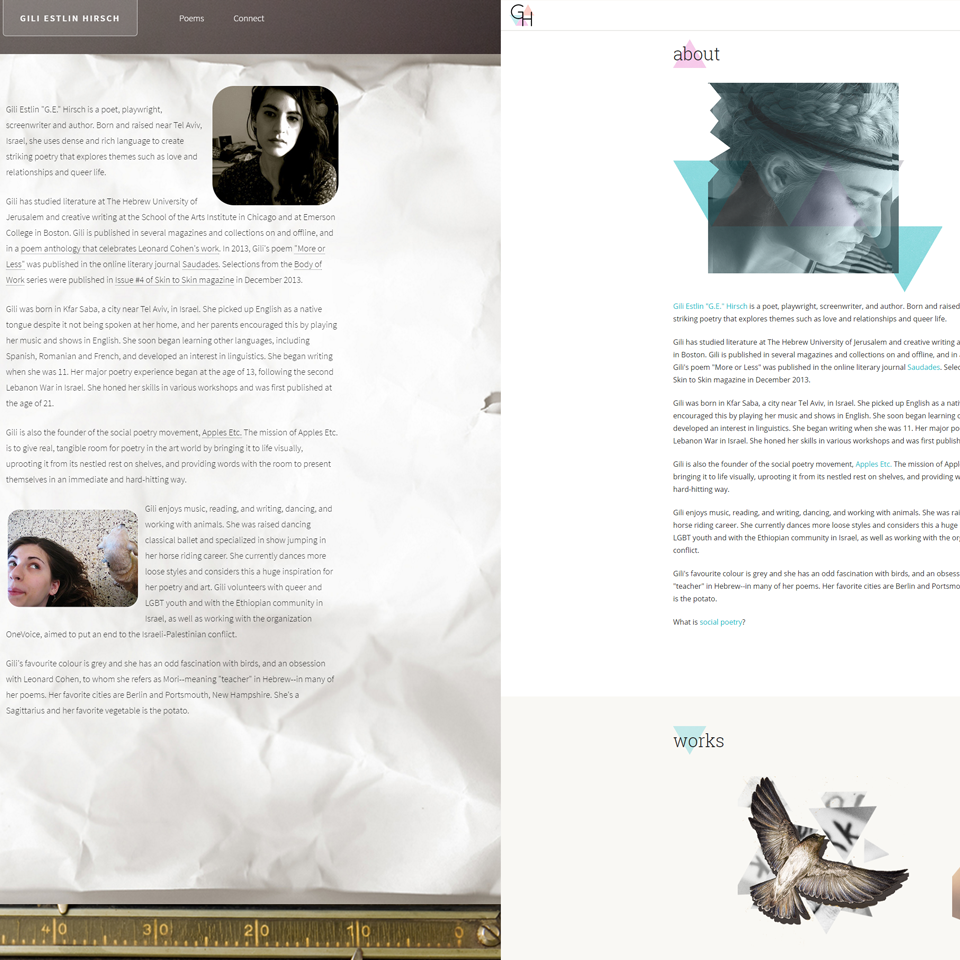 GILI ESTLIN HIRSCH
Poems
Connect
Gili Estlin "G.E." Hirsch is a poet, playwright,
screenwriter and author. Born and raised near Tel Aviv,
Israel, she uses dense and rich language to create
striking poetry that explores themes such as love and
relationships and queer life.
Gili has studied literature at The Hebrew University of
Jerusalem and creative writing at the School of the Arts Institute in Chicago and at Emerson
College in Boston. Gili is published in several magazines and collections on and offline, and
in a poem anthology that celebrates Leonard Cohen's work. In 2013, Gili's poem "More or
Less" was published in the online literary journal Saudades. Selections from the Body of
Work series were published in Issue #4 of Skin to Skin magazine in December 2013.
Gili was born in Kfar Saba, a city near Tel Aviv, in Israel. She picked up English as a native
tongue despite it not being spoken at her home, and her parents encouraged this by playing
her music and shows in English. She soon began learning other languages, including
Spanish, Romanian and French, and developed an interest in linguistics. She began writing
when she was 11. Her major poetry experience began at the age of 13, following the second
Lebanon War in Israel. She honed her skills in various workshops and was first published at
the age of 21.
Gili is also the founder of the social poetry movement, Apples Etc. The mission of Apples Etc.
is to give real, tangible room for poetry in the art world by bringing it to life visually,
uprooting it from its nestled rest on shelves, and providing words with the room to present
themselves in an immediate and hard-hitting way.
Gili enjoys music, reading, and writing, dancing, and
working with animals. She was raised dancing
classical ballet and specialized in show jumping in
her horse riding career. She currently dances more
loose styles and considers this a huge inspiration for
her poetry and art. Gili volunteers with queer and
LGBT youth and with the Ethiopian community in
Israel, as well as working with the organization
OneVoice, aimed to put an end to the Israeli-Palestinian conflict.
Gili's favourite colour is grey and she has an odd fascination with birds, and an obsession
with Leonard Cohen, to whom she refers as Mori--meaning "teacher" in Hebrew--in many of
her poems. Her favorite cities are Berlin and Portsmouth, New Hampshire. She's a
Sagittarius and her favorite vegetable is the potato.
40 30 20 10 0
GH
about
Gili Estlin "G.E." Hirsch is a poet, playwright, screenwriter, and author. Born and raised
striking poetry that explores themes such as love and relationships and queer life.
Gili has studied literature at The Hebrew University of Jerusalem and creative writing a
in Boston. Gili is published in several magazines and collections on and offline, and in
Gili's poem "More or Less" was published in the online literary journal Saudades. Selec
Skin to Skin magazine in December 2013.
Gili was born in Kfar Saba, a city near Tel Aviv, in Israel. She picked up English as a nati
encouraged this by playing her music and shows in English. She soon began learning o
developed an interest in linguistics. She began writing when she was 11. Her major po
Lebanon War in Israel. She honed her skills in various workshops and was first publish
Gili is also the founder of the social poetry movement, Apples Etc. The mission of Appl
bringing it to life visually, uprooting it from its nestled rest on shelves, and providing w
hard-hitting way.
Gili enjoys music, reading, and writing, dancing, and working with animals. She was rai
horse riding career. She currently dances more loose styles and considers this a huge
LGBT youth and with the Ethiopian community in Israel, as well as working with the org
conflict.
Gili's favourite colour is grey and she has an odd fascination with birds, and an obsess
"teacher" in Hebrew--in many of her poems. Her favorite cities are Berlin and Portsmo
is the potato.
What is social poetry?
works